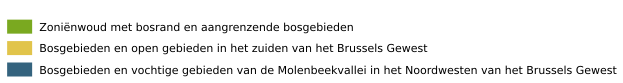 Zoniënwoud met bosrand en aangrenzende bosgebieden
Bosgebieden en open gebieden in het zuiden van het Brussels Gewest
Bosgebieden en vochtige gebieden van de Molenbeekvallei in het Noordwesten van het Brussels Gewest